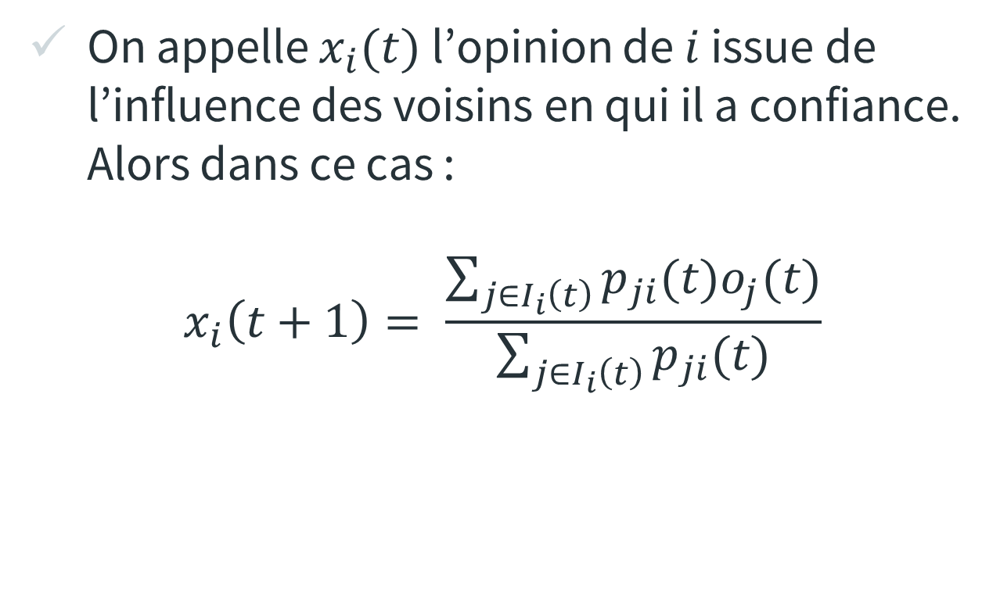 ✓ On appelle 𝑥ᵢ(𝑡) l’opinion de 𝑖 issue de
l’influence des voisins en qui il a confiance.
Alors dans ce cas :
$x_i(t+1) = \frac{\sum_{j \in I_i(t)} p_{ji}(t) o_j(t)}{\sum_{j \in I_i(t)} p_{ji}(t)}$